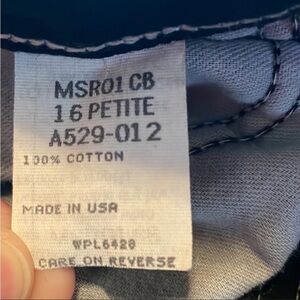 MSR01 CB
16 PETITE
A529-012
100% COTTON
MADE IN USA
WPL6428
CARE ON REVERSE